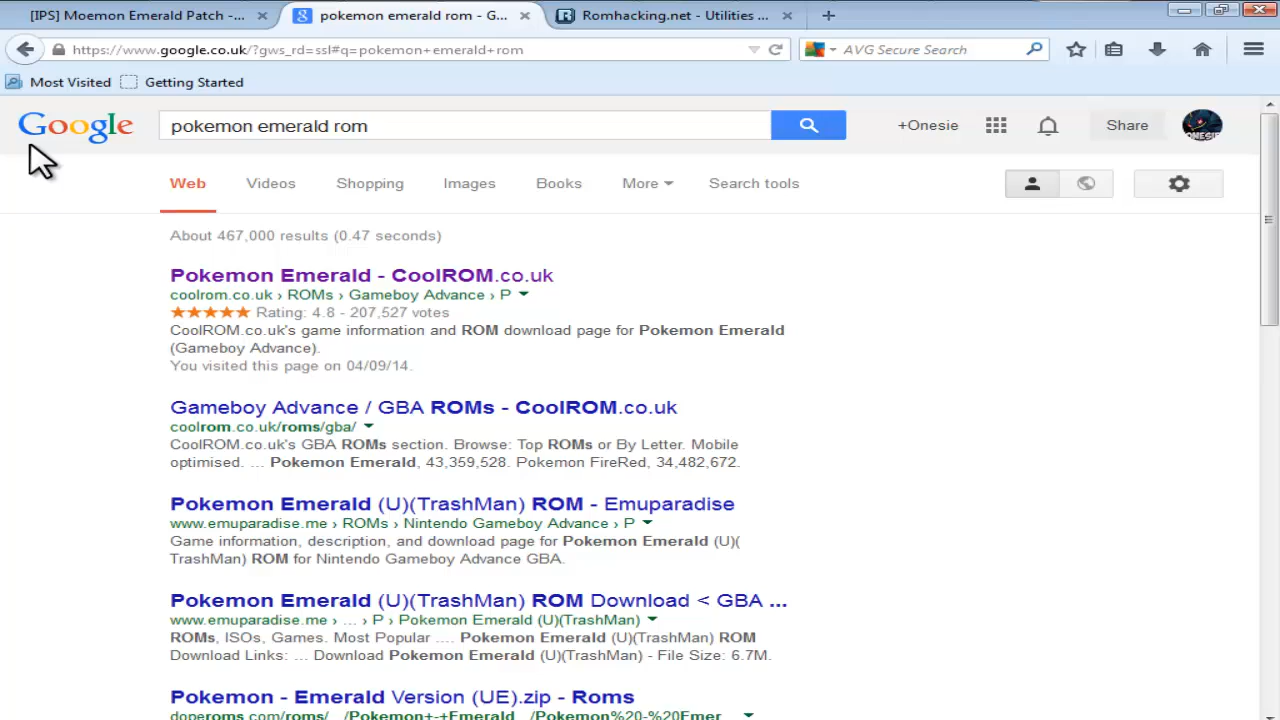 [IPS] Moemon Emerald Patch -... pokemon emerald rom - G... Romhacking.net - Utilities ...
https://www.google.co.uk/?gws_rd=ssl#q=pokemon+emerald+rom AVG Secure Search
Most Visited Getting Started
Google pokemon emerald rom +Onesie Share
Web Videos Shopping Images Books More Search tools
About 467,000 results (0.47 seconds)
Pokemon Emerald - CoolROM.co.uk
coolrom.co.uk › ROMs › Gameboy Advance › P
Rating: 4.8 - 207,527 votes
CoolROM.co.uk's game information and ROM download page for Pokemon Emerald
(Gameboy Advance).
You visited this page on 04/09/14.
Gameboy Advance / GBA ROMs - CoolROM.co.uk
coolrom.co.uk/roms/gba/
CoolROM.co.uk's GBA ROMs section. Browse: Top ROMs or By Letter. Mobile
optimised. ... Pokemon Emerald, 43,359,528. Pokemon FireRed, 34,482,672.
Pokemon Emerald (U)(TrashMan) ROM - Emuparadise
www.emuparadise.me › ROMs › Nintendo Gameboy Advance › P
Game information, description, and download page for Pokemon Emerald (U)(
TrashMan) ROM for Nintendo Gameboy Advance GBA.
Pokemon Emerald (U)(TrashMan) ROM Download < GBA ...
www.emuparadise.me › ... › P › Pokemon Emerald (U)(TrashMan)
ROMs, ISOs, Games. Most Popular .... Pokemon Emerald (U)(TrashMan) ROM
Download Links: ... Download Pokemon Emerald (U)(TrashMan) - File Size: 6.7M.
Pokemon - Emerald Version (UE).zip - Roms
doperoms.com/roms/.../Pokemon+-+Emerald.../Pokemon%20-%20Emer...